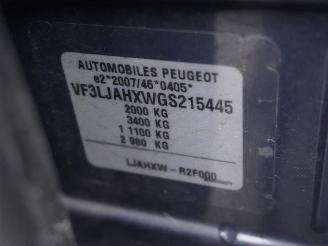 AUTOMOBILES PEUGEOT
e2*2007/46*0405*
VF3LJAHXWGS215445
2000 KG
3400 KG
1 1100 KG
2 980 KG
LJAHXW - R2F000